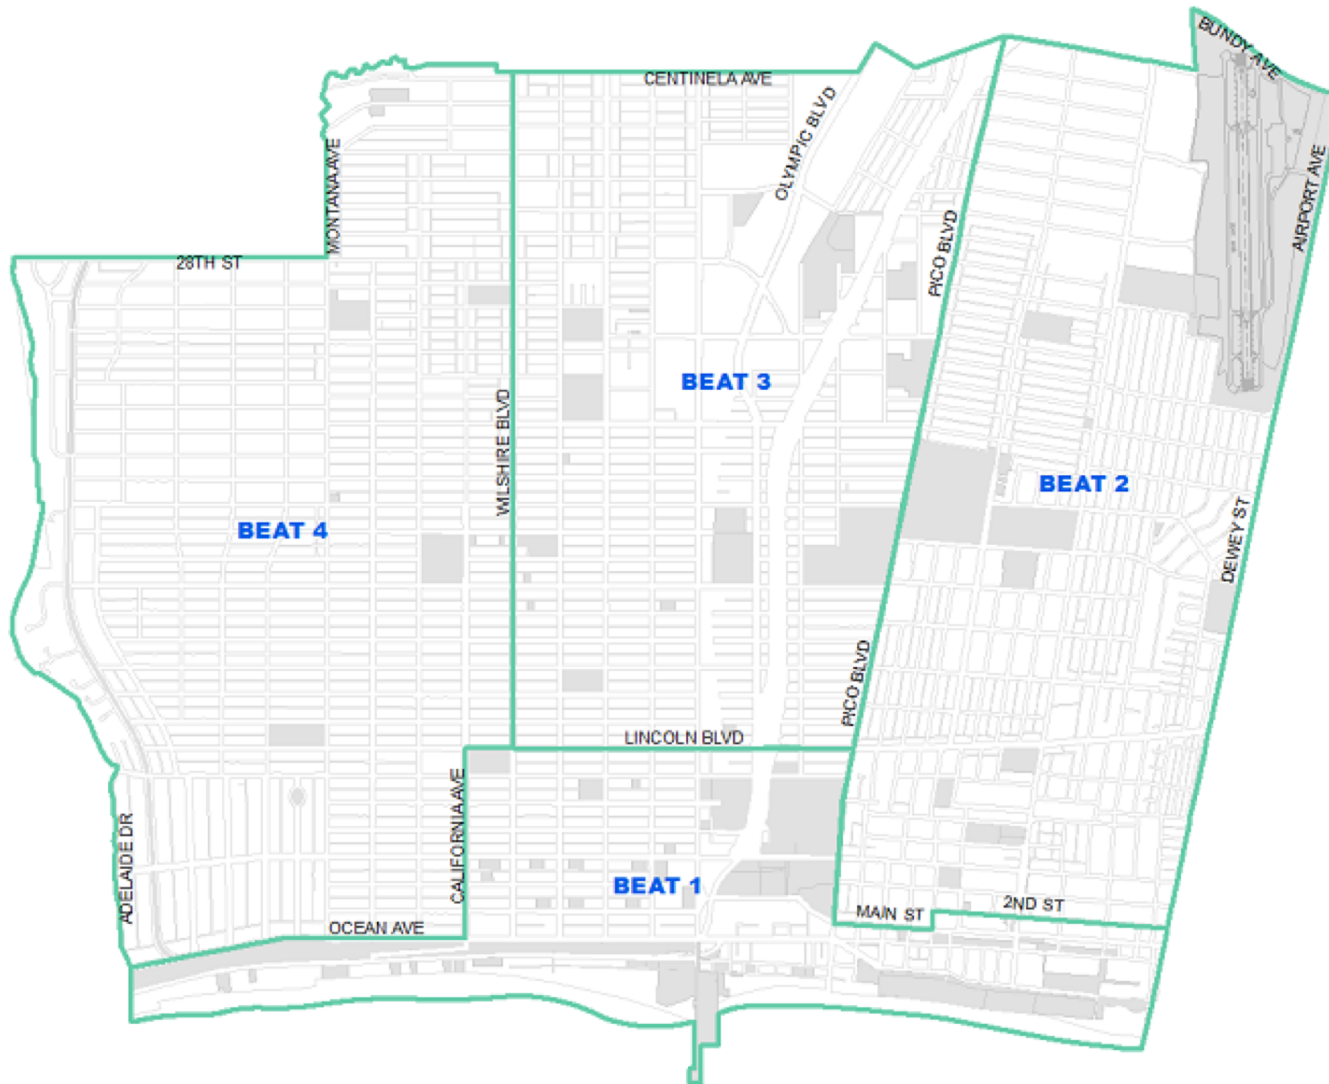 BUNDY AVE
CENTINELA AVE
OLYMPIC BLVD
MONTANA AVE
AIRPORT AVE
28TH ST
PICO BLVD
BEAT 3
WILSHIRE BLVD
BEAT 2
BEAT 4
DEWEY ST
PICO BLVD
LINCOLN BLVD
CALIFORNIA AVE
ADELAIDE DR
BEAT 1
2ND ST
MAIN ST
OCEAN AVE